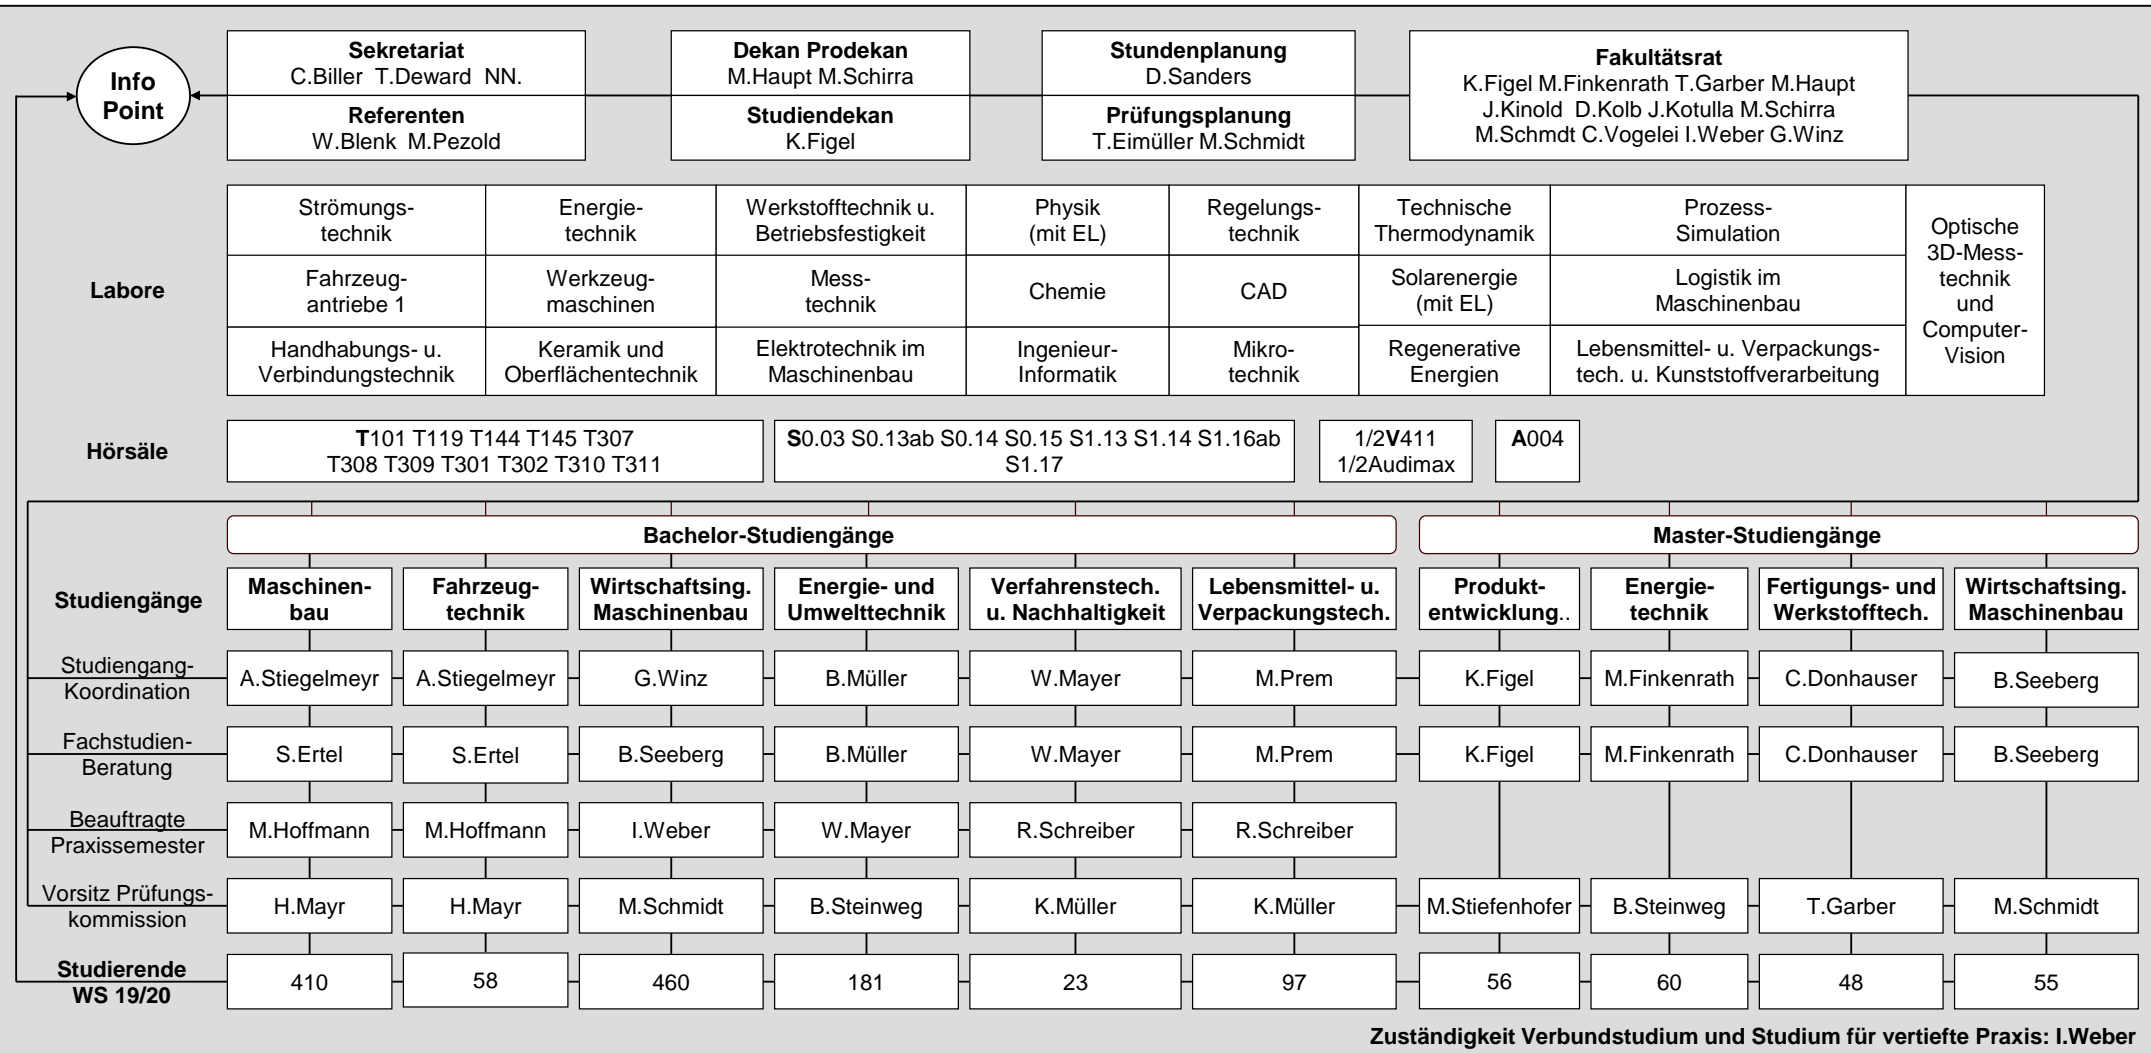 Info
Point
Sekretariat
C.Biller T.Deward NN.
Referenten
W.Blenk M.Pezold
Dekan Prodekan
M.Haupt M.Schirra
Studiendekan
K.Figel
Stundenplanung
D.Sanders
Prüfungsplanung
T.Eimüller M.Schmidt
Fakultätsrat
K.Figel M.Finkenrath T.Garber M.Haupt
J.Kinold D.Kolb J.Kotulla M.Schirra
M.Schmdt C.Vogelei I.Weber G.Winz
Labore
Strömungs-
technik
Energie-
technik
Werkstofftechnik u.
Betriebsfestigkeit
Physik
(mit EL)
Regelungs-
technik
Technische
Thermodynamik
Prozess-
Simulation
Optische
3D-Mess-
technik
und
Computer-
Vision
Fahrzeug-
antriebe 1
Werkzeug-
maschinen
Mess-
technik
Chemie
CAD
Solarenergie
(mit EL)
Logistik im
Maschinenbau
Handhabungs- u.
Verbindungstechnik
Keramik und
Oberflächentechnik
Elektrotechnik im
Maschinenbau
Ingenieur-
Informatik
Mikro-
technik
Regenerative
Energien
Lebensmittel- u. Verpackungs-
tech. u. Kunststoffverarbeitung
Hörsäle
T101 T119 T144 T145 T307
T308 T309 T301 T302 T310 T311
S0.03 S0.13ab S0.14 S0.15 S1.13 S1.14 S1.16ab
S1.17
1/2V411
1/2Audimax
A004
Bachelor-Studiengänge
Master-Studiengänge
Studiengänge
Maschinen-
bau
Fahrzeug-
technik
Wirtschaftsing.
Maschinenbau
Energie- und
Umwelttechnik
Verfahrenstech.
u. Nachhaltigkeit
Lebensmittel- u.
Verpackungstech.
Produkt-
entwicklung..
Energie-
technik
Fertigungs- und
Werkstofftech.
Wirtschaftsing.
Maschinenbau
Studiengang-
Koordination
A.Stiegelmeyr
A.Stiegelmeyr
G.Winz
B.Müller
W.Mayer
M.Prem
K.Figel
M.Finkenrath
C.Donhauser
B.Seeberg
Fachstudien-
Beratung
S.Ertel
S.Ertel
B.Seeberg
B.Müller
W.Mayer
M.Prem
K.Figel
M.Finkenrath
C.Donhauser
B.Seeberg
Beauftragte
Praxissemester
M.Hoffmann
M.Hoffmann
I.Weber
W.Mayer
R.Schreiber
R.Schreiber
Vorsitz Prüfungs-
kommission
H.Mayr
H.Mayr
M.Schmidt
B.Steinweg
K.Müller
K.Müller
M.Stiefenhofer
B.Steinweg
T.Garber
M.Schmidt
Studierende
WS 19/20
410
58
460
181
23
97
56
60
48
55
Zuständigkeit Verbundstudium und Studium für vertiefte Praxis: I.Weber